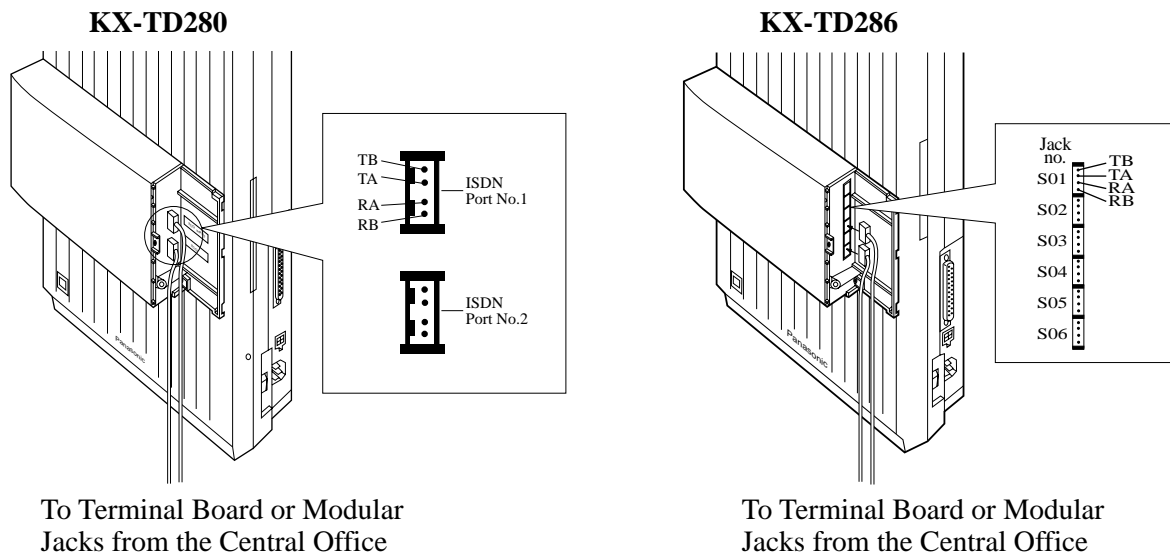 KX-TD280
TB
TA
RA
RB
ISDN
Port No.1
ISDN
Port No.2
Panasonic
To Terminal Board or Modular
Jacks from the Central Office
KX-TD286
Jack
no.
S01
TB
TA
RA
RB
S02
S03
S04
S05
S06
Panasonic
To Terminal Board or Modular
Jacks from the Central Office